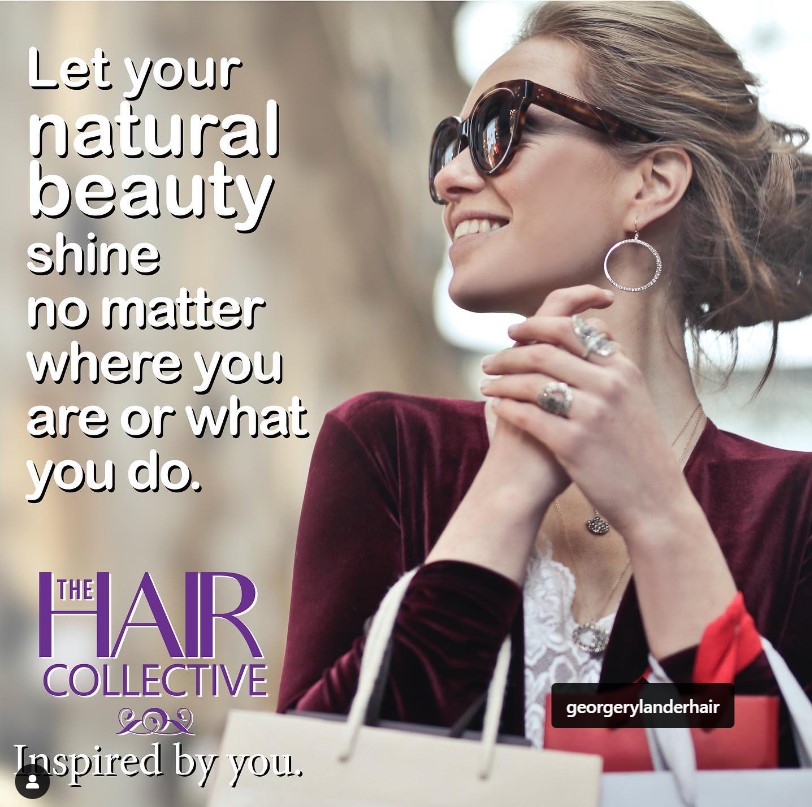 Let your
natural
beauty
shine
no matter
where you
are or what
you do.
THE
HAIR
COLLECTIVE
Inspired by you.
georgerylanderhair